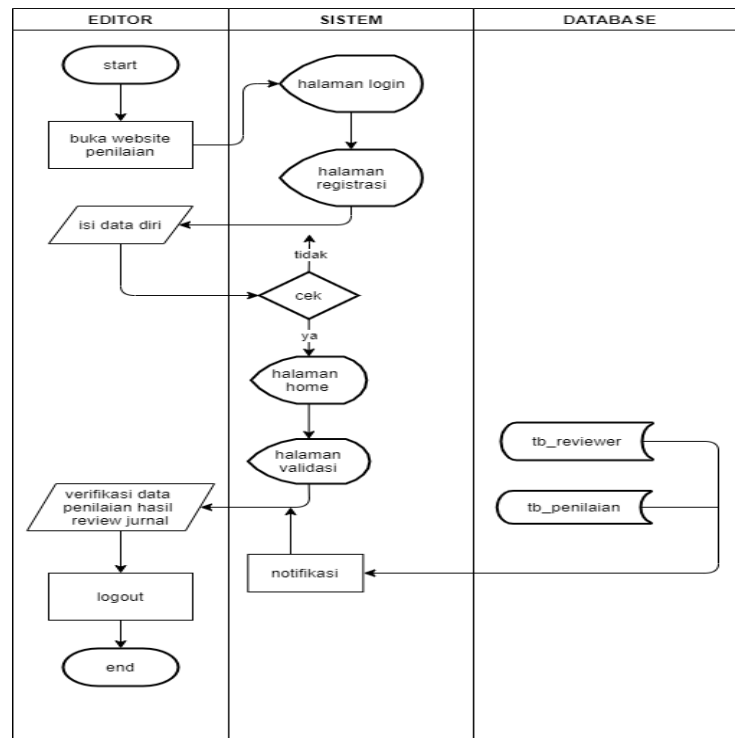 EDITOR
SISTEM
DATABASE
start
halaman login
buka website
penilaian
halaman
registrasi
isi data diri
tidak
cek
ya
halaman
home
halaman
validasi
tb_reviewer
verifikasi data
penilaian hasil
review jurnal
tb_penilaian
notifikasi
logout
end